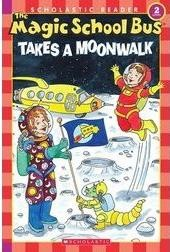 SCHOLASTIC READER
2
The
Magic School Bus
TAKES A MOONWALK
SCHOLASTIC